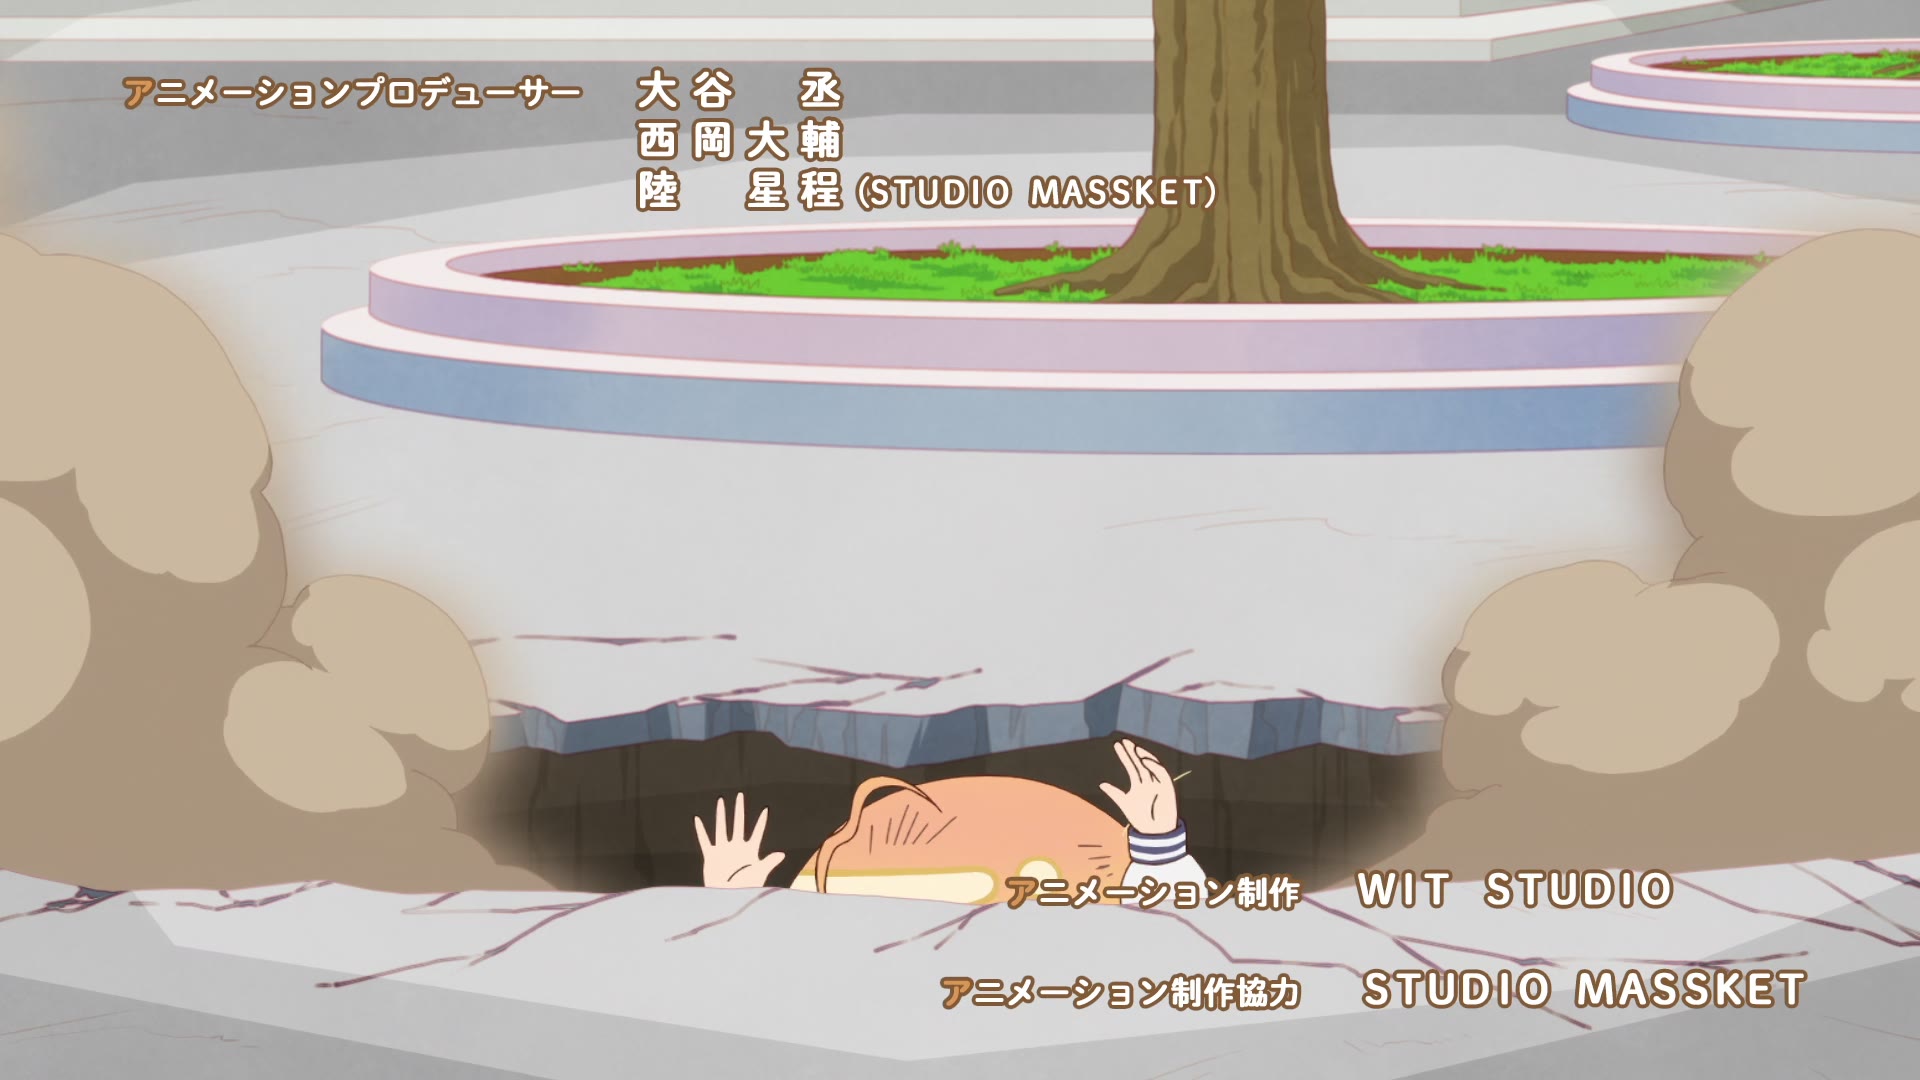 アニメーションプロデューサー 大谷 丞
西岡大輔
陸 星程(STUDIO MASSKET)
アニメーション制作 WIT STUDIO
アニメーション制作協力 STUDIO MASSKET